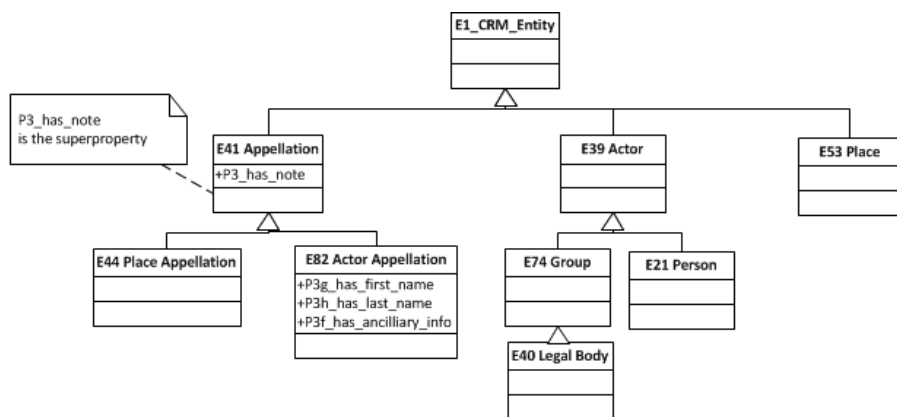 E1_CRM_Entity
P3_has_note
is the superproperty
E41 Appellation
+P3_has_note
E39 Actor
E53 Place
E44 Place Appellation
E82 Actor Appellation
+P3g_has_first_name
+P3h_has_last_name
+P3f_has_ancilliary_info
E74 Group
E21 Person
E40 Legal Body